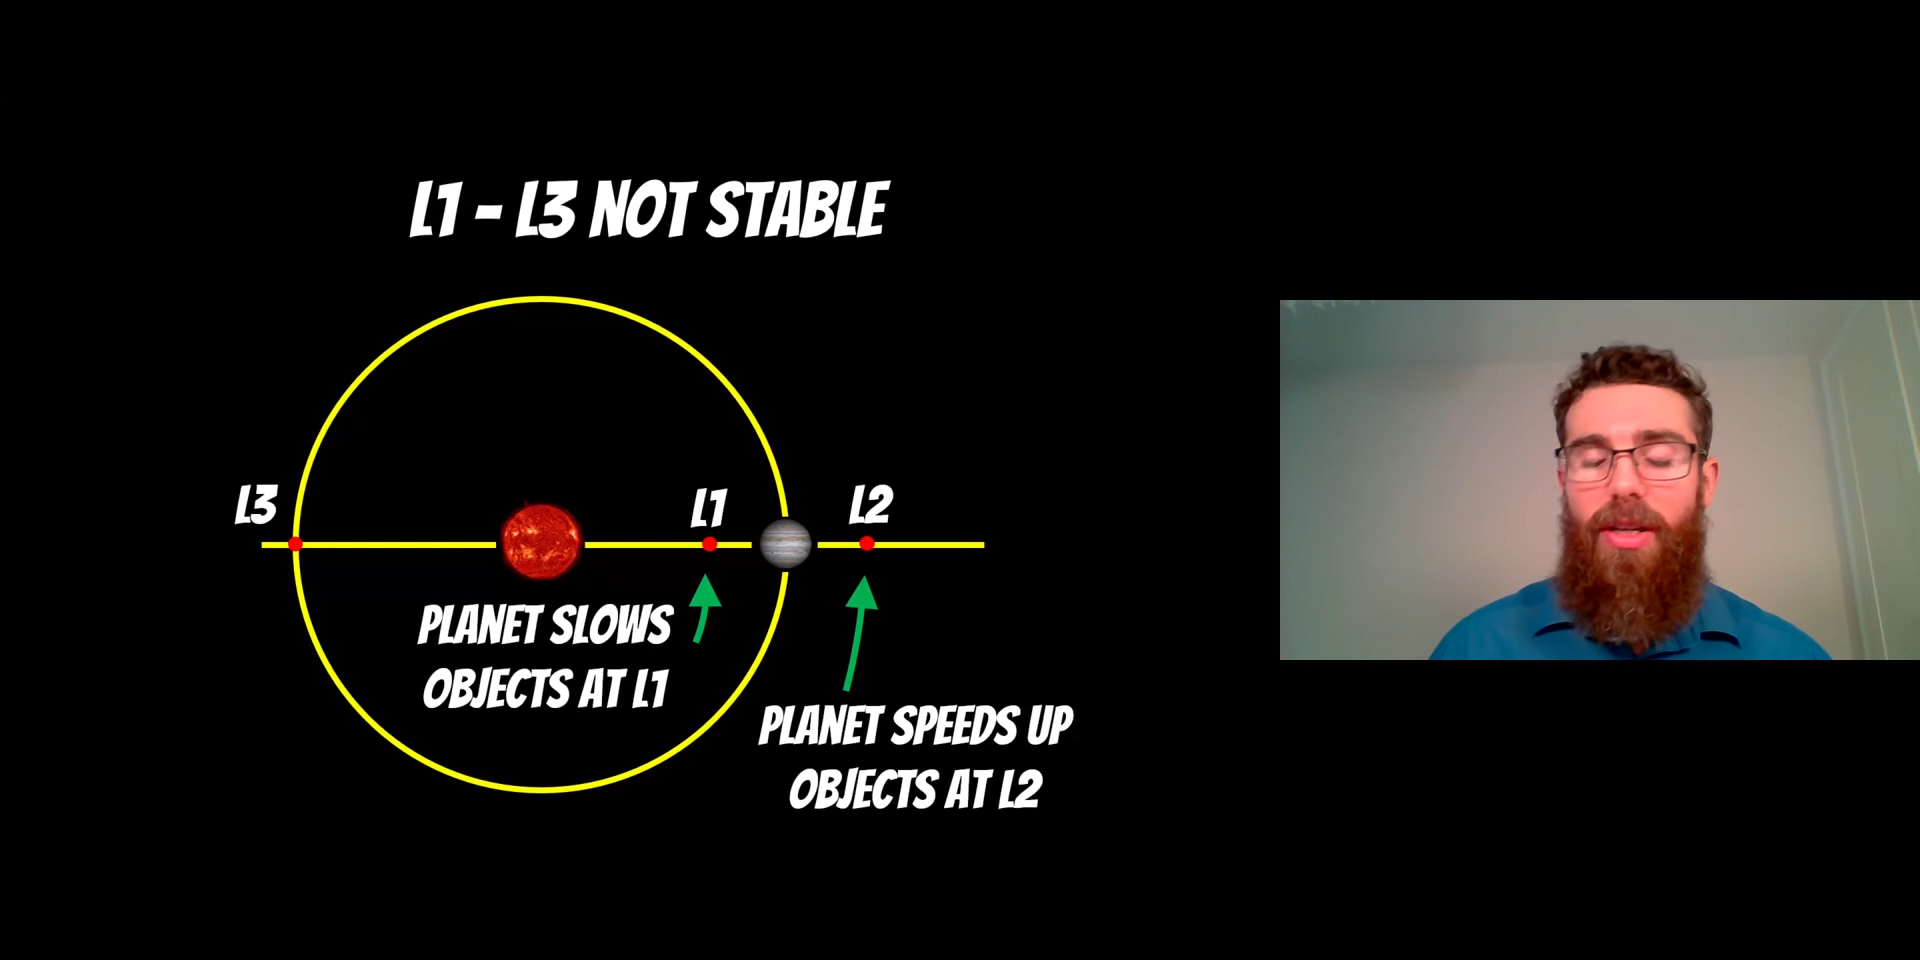 L1 - L3 NOT STABLE
L3
L1
L2
PLANET SLOWS
OBJECTS AT L1
PLANET SPEEDS UP
OBJECTS AT L2